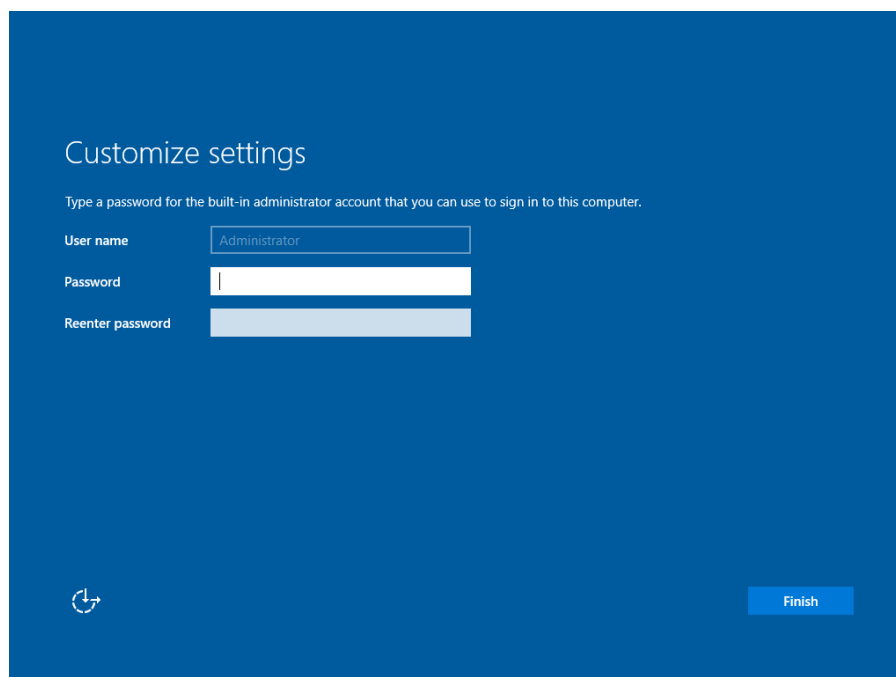 Customize settings
Type a password for the built-in administrator account that you can use to sign in to this computer.
User name Administrator
Password
Reenter password
Finish